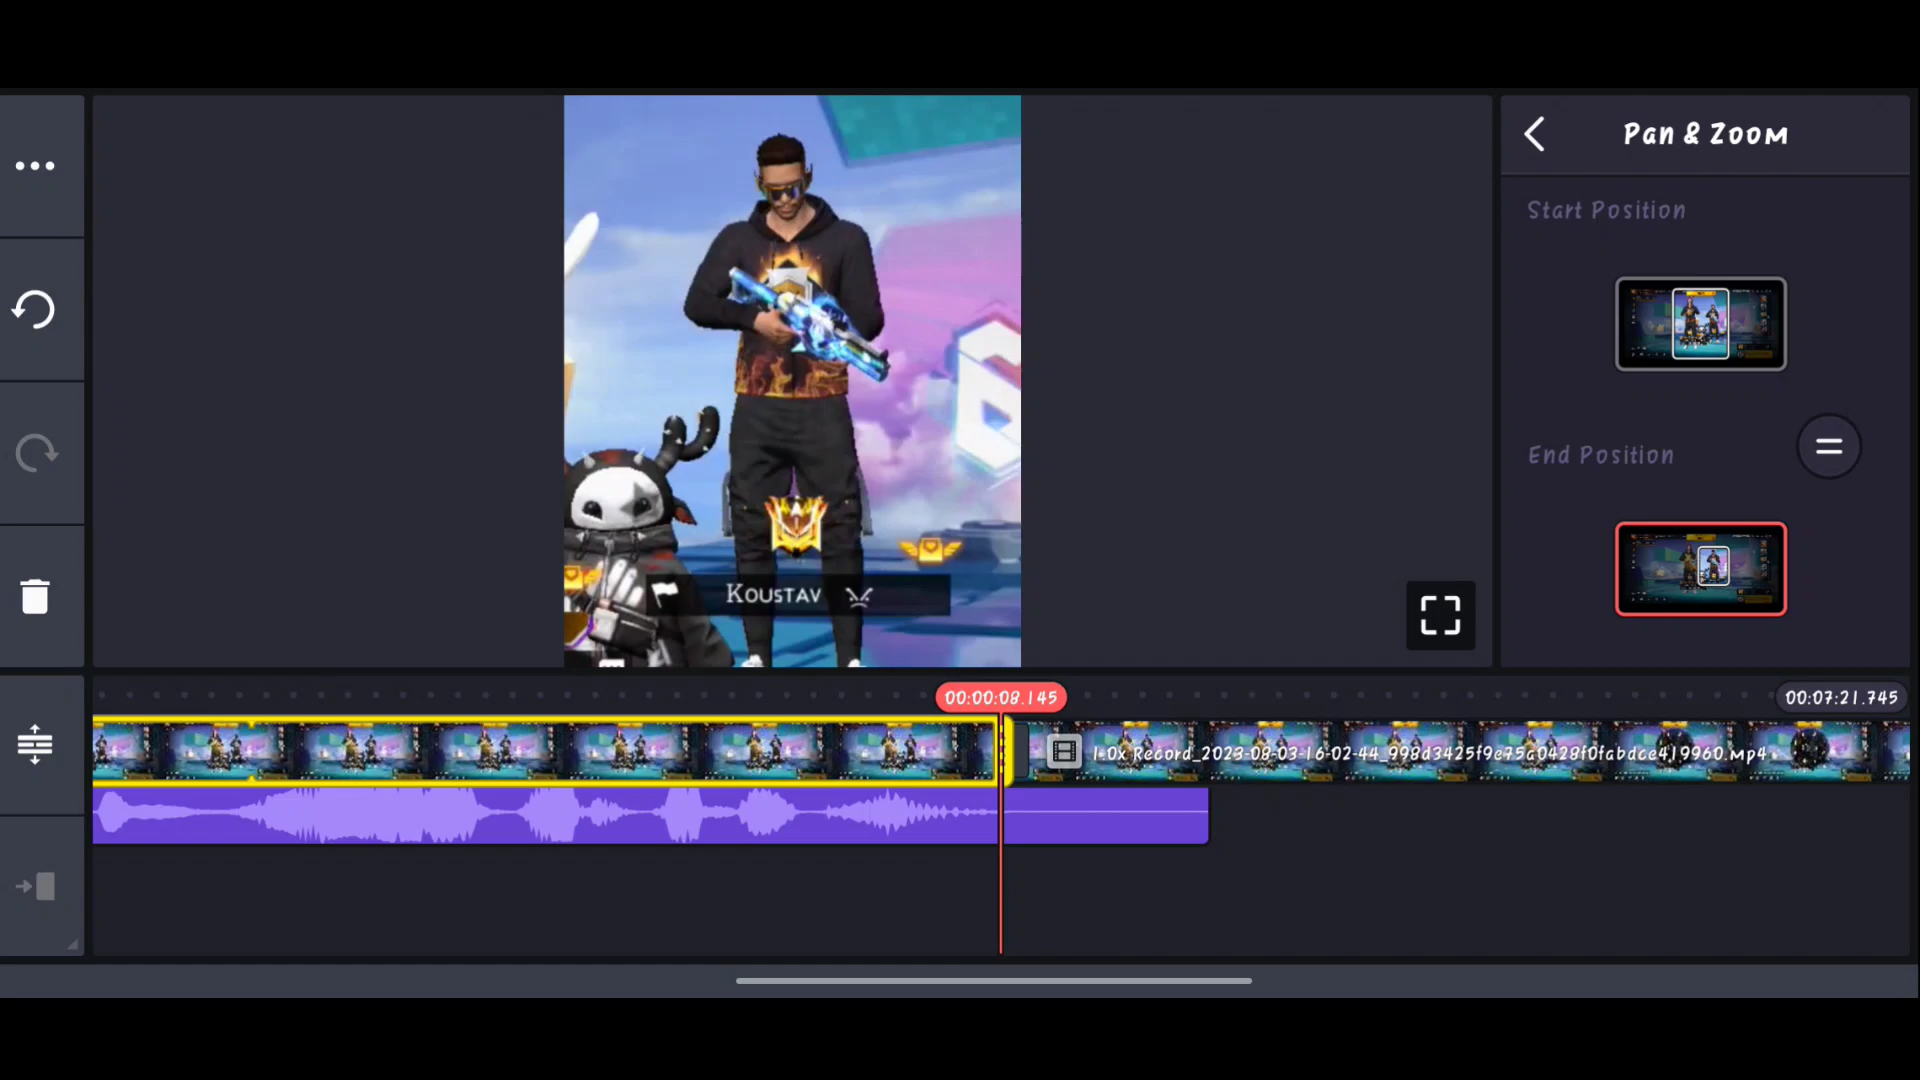 Pan & Zoom
Start Position
End Position
KOUSTAV
00:00:08.145
00:07:21.745
1.0x Record_2023-08-03-16-02-44_998d3425f9e75a0428f0fabdce419960.mp4